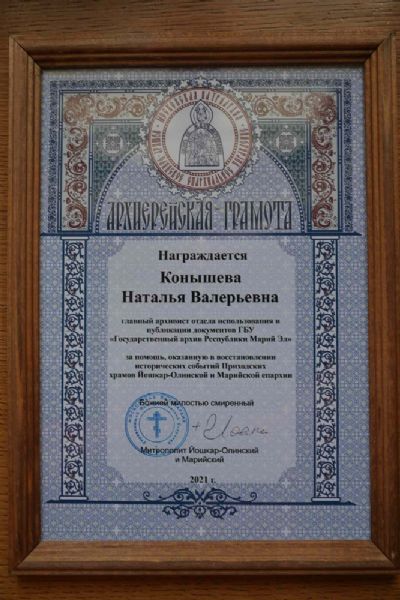 АРХИЕРЕЙСКАЯ ГРАМОТА
Награждается
Конышева
Наталья Валерьевна
главный архивист отдела использования и
публикации документов ГБУ
«Государственный архив Республики Марий Эл»
за помощь, оказанную в восстановлении
исторических событий Приходских
храмов Йошкар-Олинской и Марийской епархии
Божией милостью смиренный
+ Иоанн
Митрополит Йошкар-Олинский
и Марийский
2021 г.